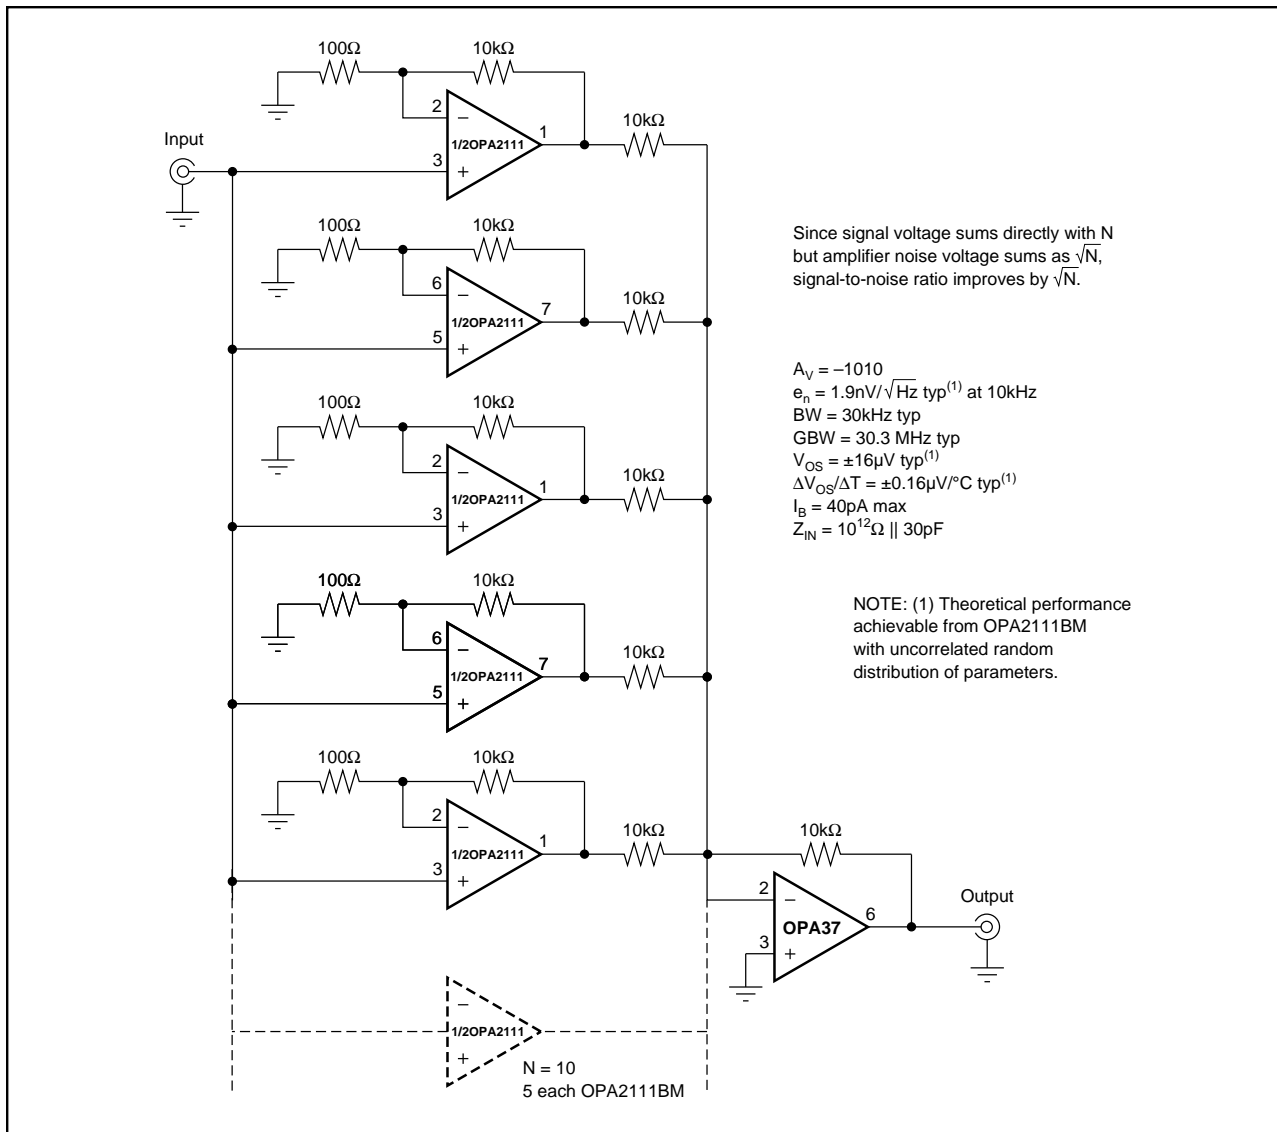 100Ω 10kΩ
2
−
10kΩ
1
1/2OPA2111
Input
3
+
100Ω 10kΩ
6
−
10kΩ
7
1/2OPA2111
5
+
Since signal voltage sums directly with N
but amplifier noise voltage sums as √N,
signal-to-noise ratio improves by √N.
100Ω 10kΩ
2
−
10kΩ
1
1/2OPA2111
3
+
A_V = –1010
e_n = 1.9nV/√Hz typ(1) at 10kHz
BW = 30kHz typ
GBW = 30.3 MHz typ
V_OS = ±16µV typ(1)
ΔV_OS/ΔT = ±0.16µV/°C typ(1)
I_B = 40pA max
Z_IN = 10^12Ω || 30pF
100Ω 10kΩ
6
−
10kΩ
7
1/2OPA2111
5
+
NOTE: (1) Theoretical performance
achievable from OPA2111BM
with uncorrelated random
distribution of parameters.
100Ω 10kΩ
2
−
10kΩ
1
1/2OPA2111
3
+
10kΩ
2
−
OPA37
6
3
+
Output
−
1/2OPA2111
+
N = 10
5 each OPA2111BM